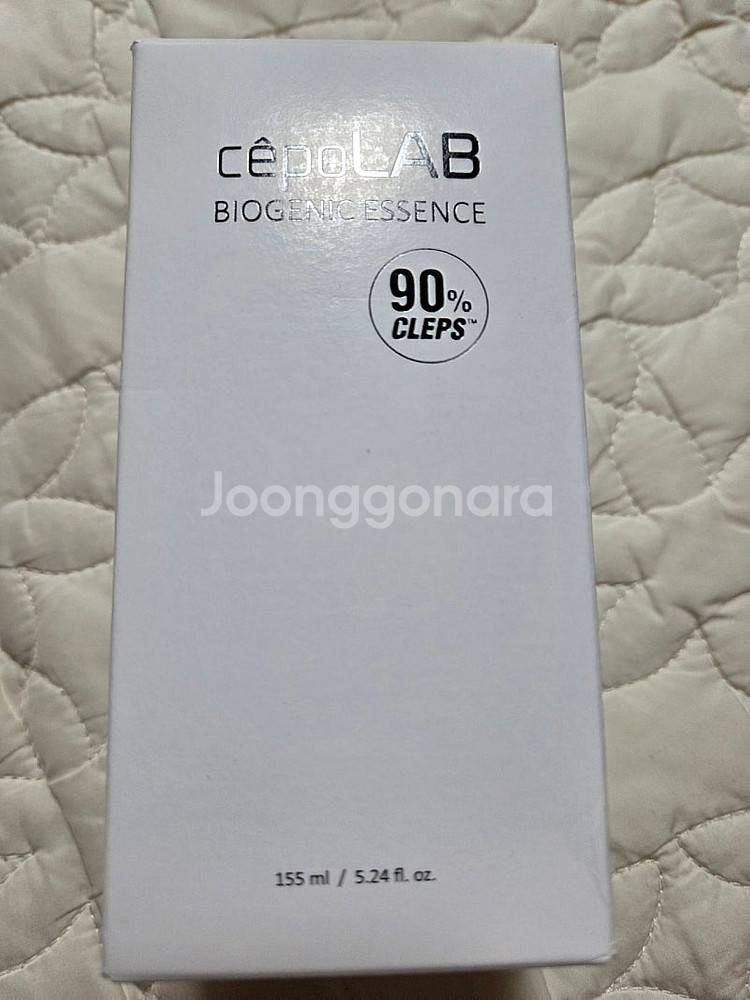 cêpoLAB
BIOGENIC ESSENCE
90%
CLEPS™
Joonggonara
155 ml / 5.24 fl. oz.